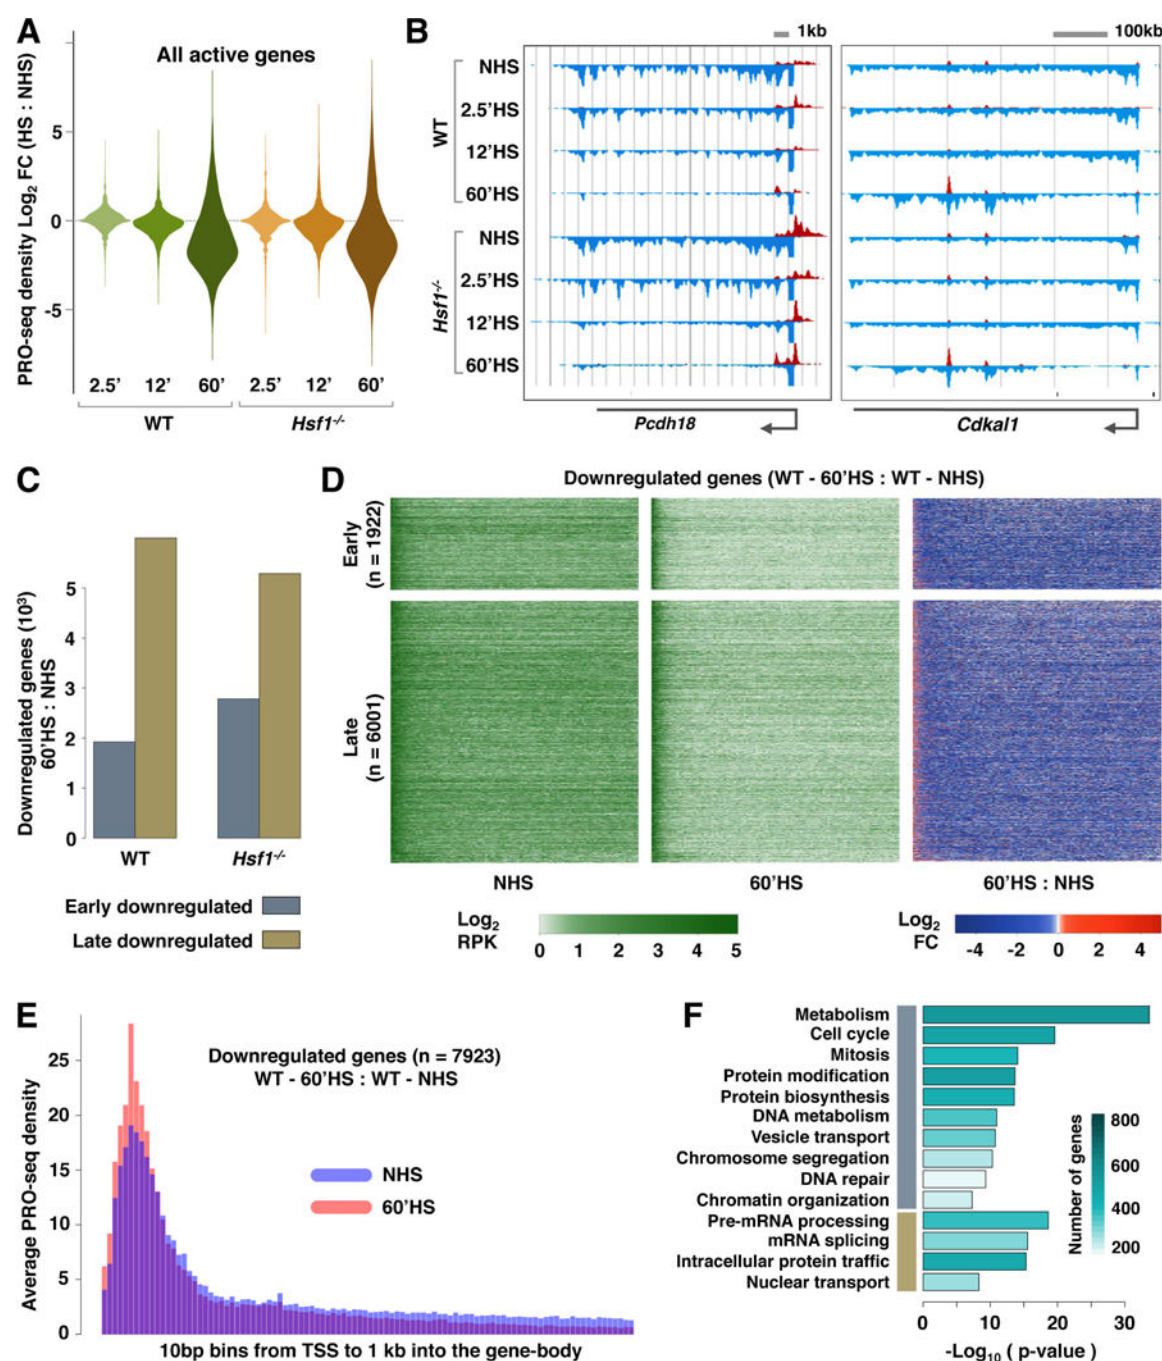 A
All active genes
PRO-seq density Log2 FC (HS : NHS)
5
0
-5
2.5' 12' 60' 2.5' 12' 60'
WT Hsf1-/-
B
1kb 100kb
WT
NHS
2.5'HS
12'HS
60'HS
Hsf1-/-
NHS
2.5'HS
12'HS
60'HS
Pcdh18 Cdkal1
C
Downregulated genes (10³)
60'HS : NHS
5
4
3
2
1
0
WT Hsf1-/-
Early downregulated
Late downregulated
D
Downregulated genes (WT - 60'HS : WT - NHS)
Early
(n = 1922)
Late
(n = 6001)
NHS 60'HS 60'HS : NHS
Log2
RPK
0 1 2 3 4 5
Log2
FC
-4 -2 0 2 4
E
Downregulated genes (n = 7923)
WT - 60'HS : WT - NHS
Average PRO-seq density
25
20
15
10
5
0
NHS
60'HS
10bp bins from TSS to 1 kb into the gene-body
F
Metabolism
Cell cycle
Mitosis
Protein modification
Protein biosynthesis
DNA metabolism
Vesicle transport
Chromosome segregation
DNA repair
Chromatin organization
Pre-mRNA processing
mRNA splicing
Intracellular protein traffic
Nuclear transport
Number of genes
800
600
400
200
0 10 20 30
-Log10 ( p-value )